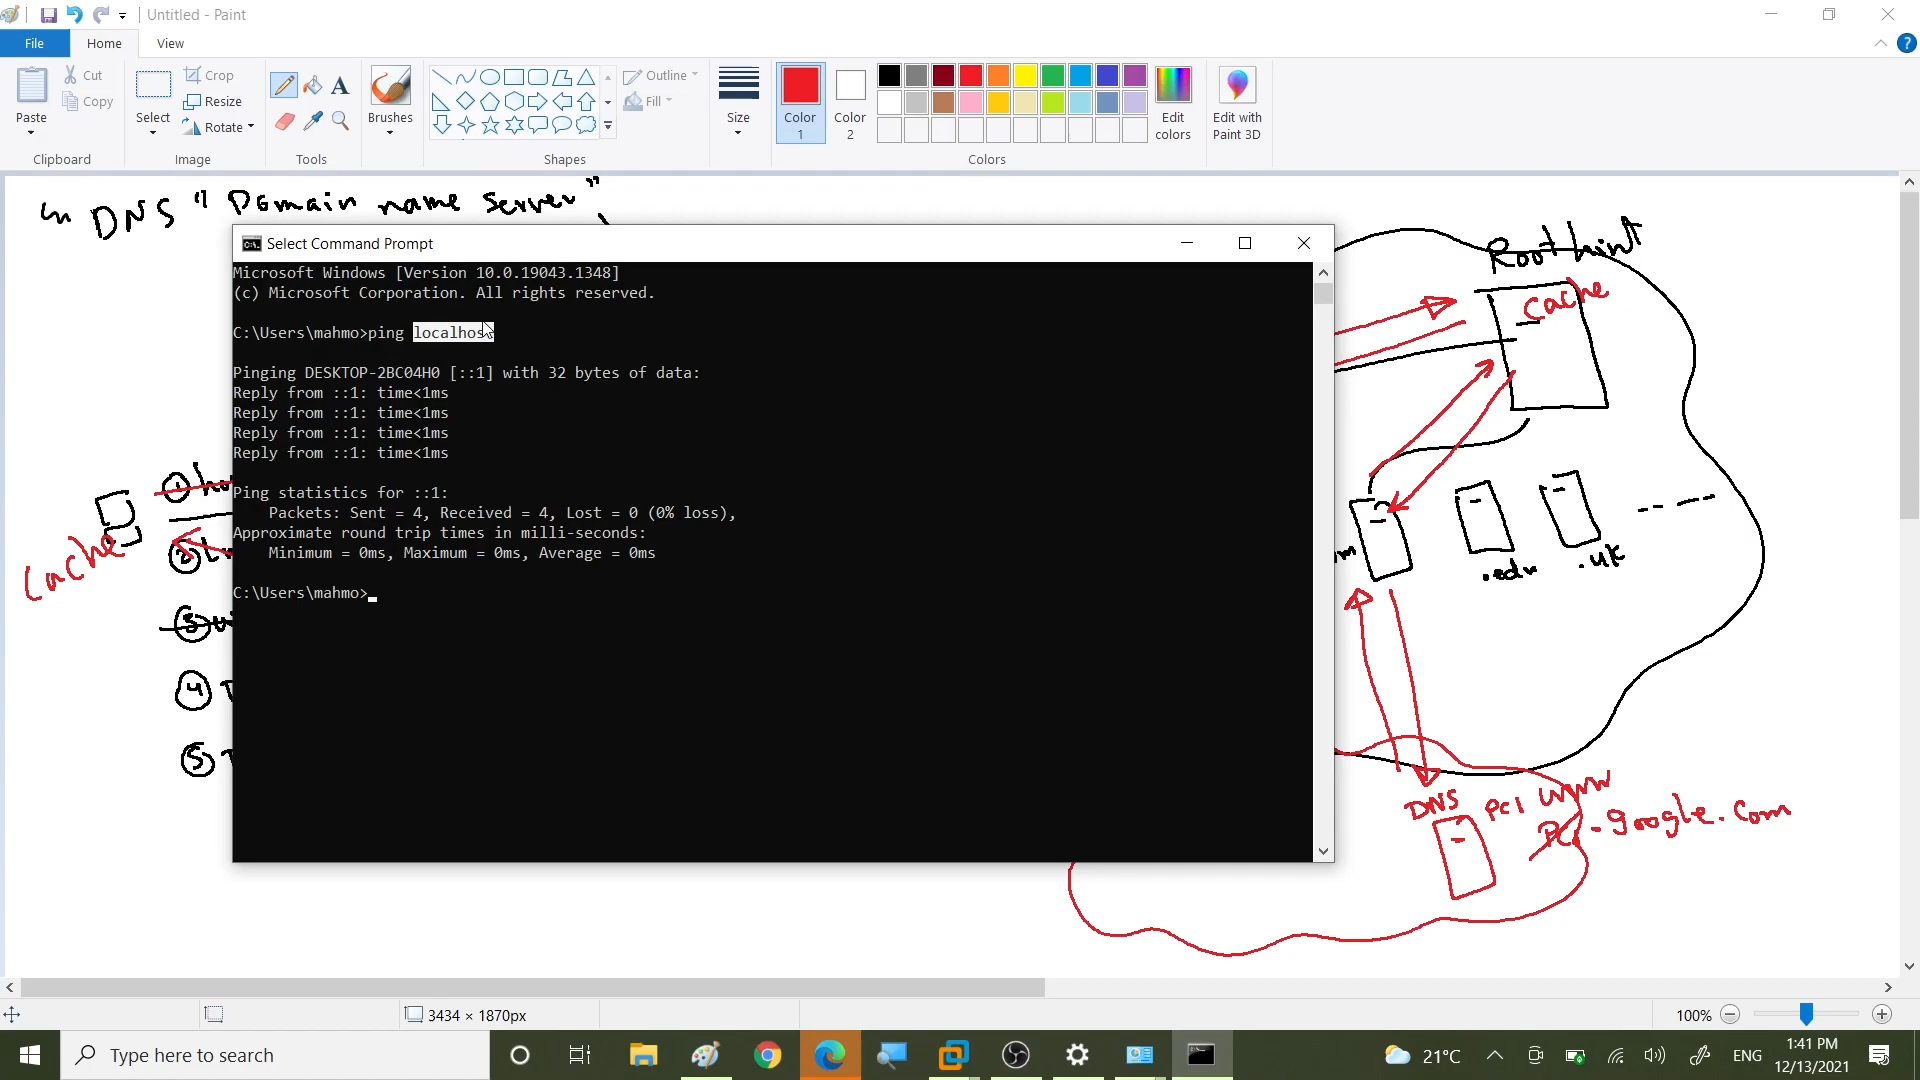 Untitled - Paint
File
Home
View
Paste
Cut
Copy
Clipboard
Select
Crop
Resize
Rotate
Image
Tools
Brushes
Shapes
Outline
Fill
Size
Color 1
Color 2
Colors
Edit colors
Edit with Paint 3D
DNS "Domain name server"
Select Command Prompt
Microsoft Windows [Version 10.0.19043.1348]
(c) Microsoft Corporation. All rights reserved.
C:\Users\mahmo>ping localhost
Pinging DESKTOP-2BC04H0 [::1] with 32 bytes of data:
Reply from ::1: time<1ms
Reply from ::1: time<1ms
Reply from ::1: time<1ms
Reply from ::1: time<1ms
Ping statistics for ::1:
Packets: Sent = 4, Received = 4, Lost = 0 (0% loss),
Approximate round trip times in milli-seconds:
Minimum = 0ms, Maximum = 0ms, Average = 0ms
C:\Users\mahmo>
Root hint
Cache
.edu
.uk
Cache
1
2
3
4
5
DNS
PC1
www
.google.com
3434 × 1870px
100%
Type here to search
21°C
ENG
1:41 PM
12/13/2021